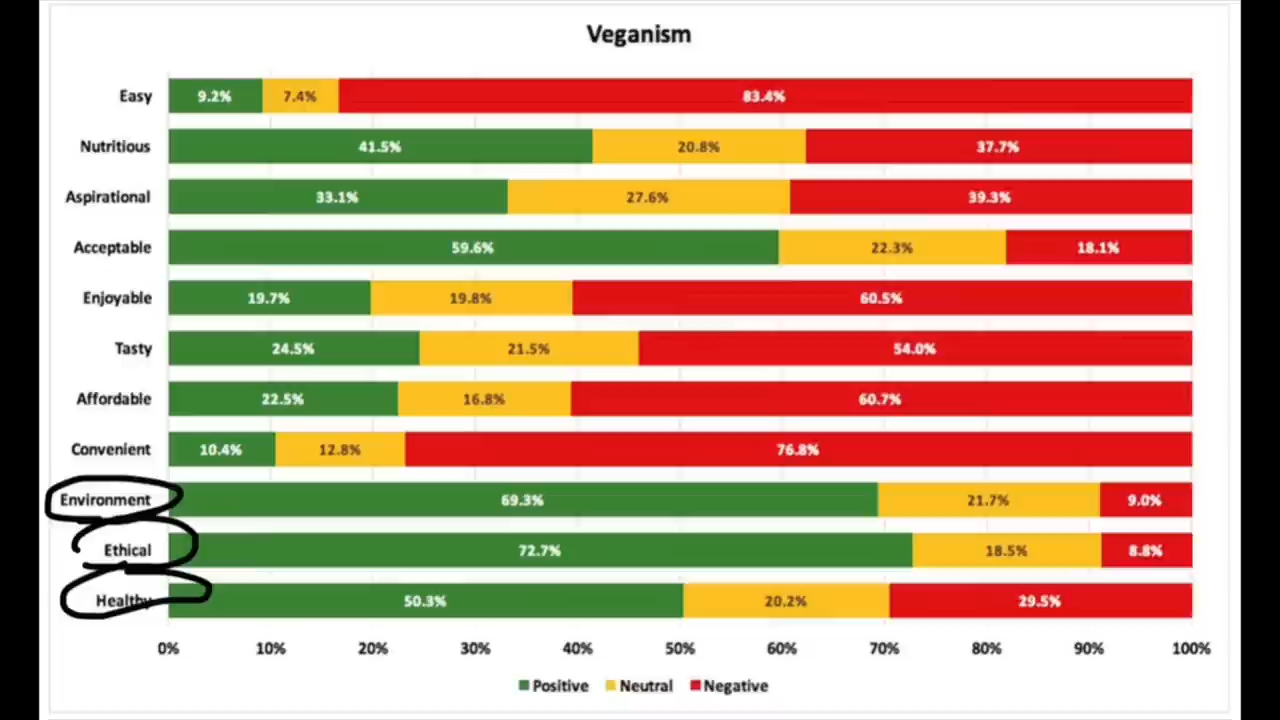 Veganism
Easy 9.2% 7.4% 83.4%
Nutritious 41.5% 20.8% 37.7%
Aspirational 33.1% 27.6% 39.3%
Acceptable 59.6% 22.3% 18.1%
Enjoyable 19.7% 19.8% 60.5%
Tasty 24.5% 21.5% 54.0%
Affordable 22.5% 16.8% 60.7%
Convenient 10.4% 12.8% 76.8%
Environment 69.3% 21.7% 9.0%
Ethical 72.7% 18.5% 8.8%
Healthy 50.3% 20.2% 29.5%
0% 10% 20% 30% 40% 50% 60% 70% 80% 90% 100%
Positive Neutral Negative